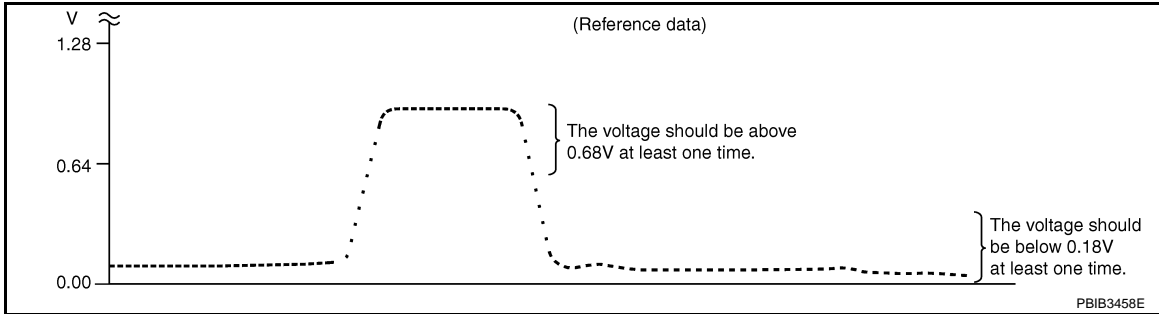 V
(Reference data)
1.28
The voltage should be above
0.68V at least one time.
0.64
The voltage should
be below 0.18V
at least one time.
0.00
PBIB3458E